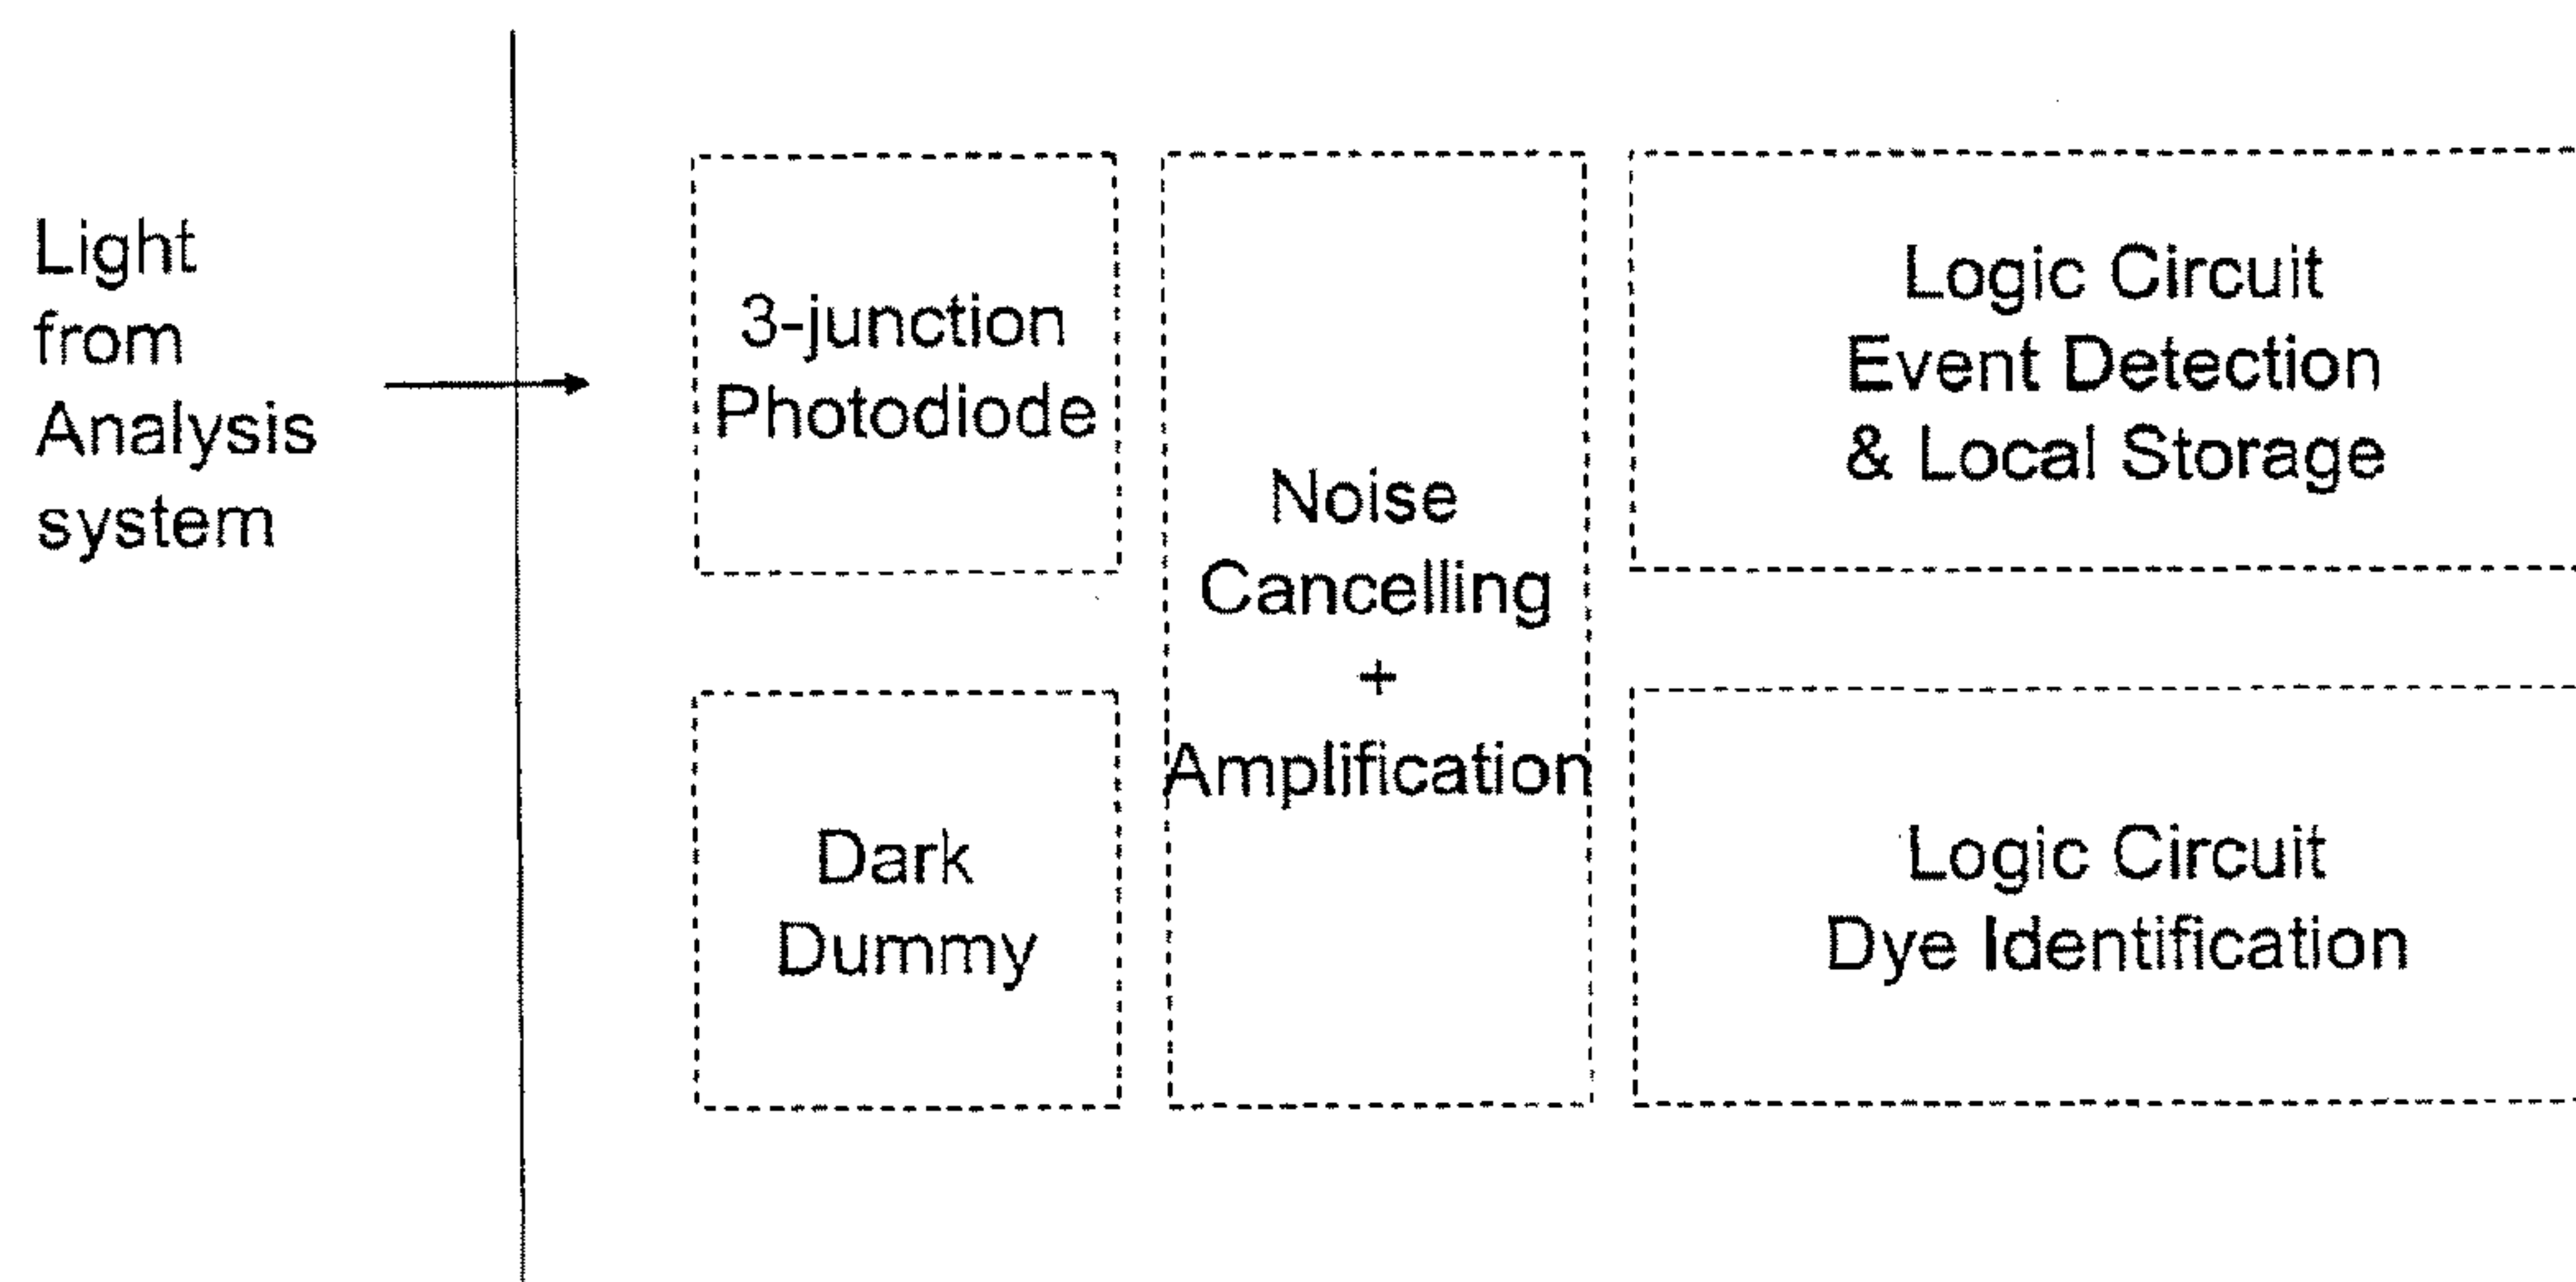 Light
from
Analysis
system
3-junction
Photodiode
Dark
Dummy
Noise
Cancelling
+
Amplification
Logic Circuit
Event Detection
& Local Storage
Logic Circuit
Dye Identification